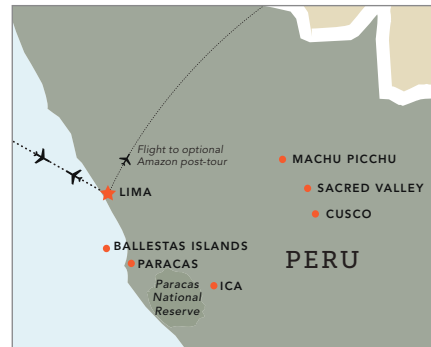 Flight to optional
Amazon post-tour
MACHU PICCHU
LIMA
SACRED VALLEY
CUSCO
BALLESTAS ISLANDS
PARACAS
PERU
Paracas
National
Reserve
ICA